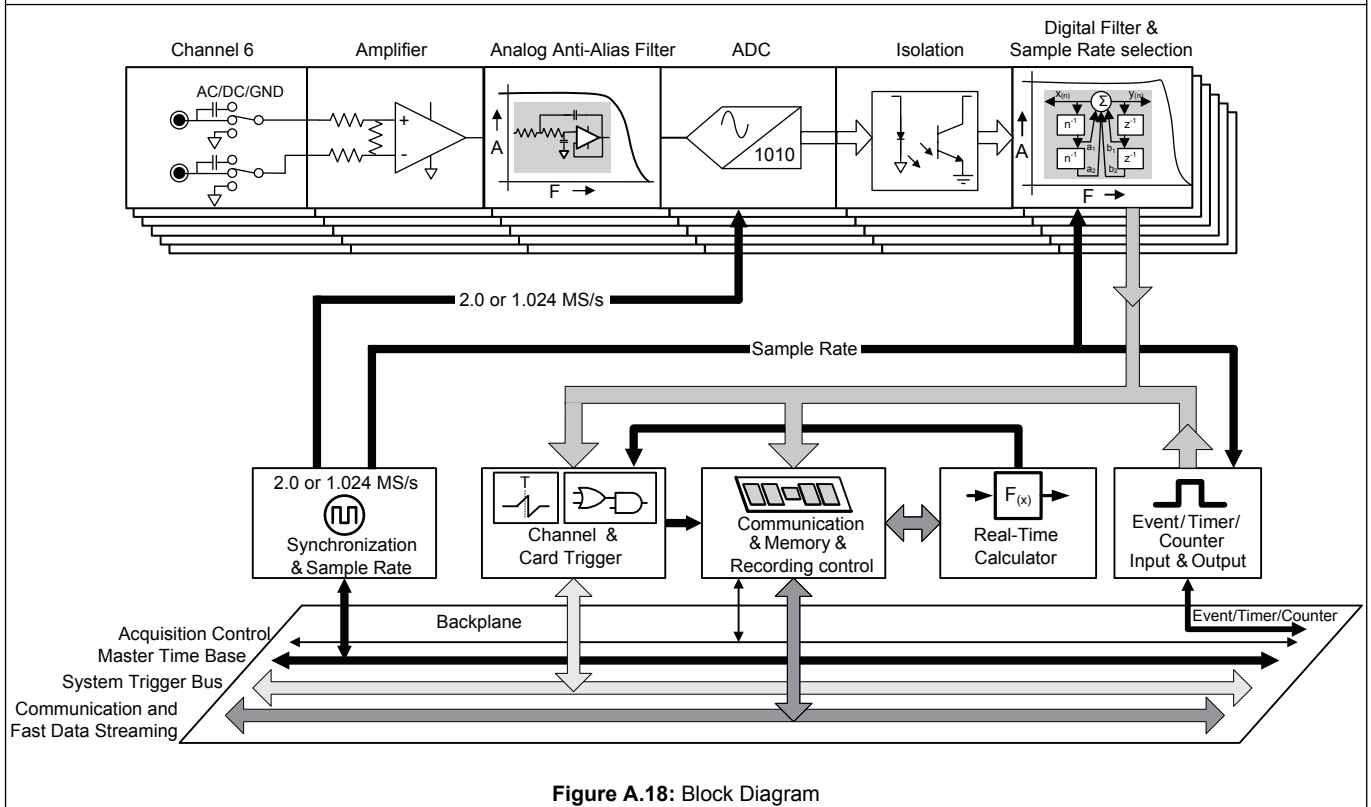 Channel 6
Amplifier
Analog Anti-Alias Filter
ADC
Isolation
Digital Filter &
Sample Rate selection
AC/DC/GND
+
-
A
F
1010
A
x(n)
Σ
y(n)
n-1
z-1
a1
b1
n-1
z-1
a2
b2
F
2.0 or 1.024 MS/s
Sample Rate
2.0 or 1.024 MS/s
Synchronization
& Sample Rate
T
Channel &
Card Trigger
Communication
& Memory &
Recording control
F(x)
Real-Time
Calculator
Event/Timer/
Counter
Input & Output
Backplane
Event/Timer/Counter
Acquisition Control
Master Time Base
System Trigger Bus
Communication and
Fast Data Streaming
Figure A.18: Block Diagram